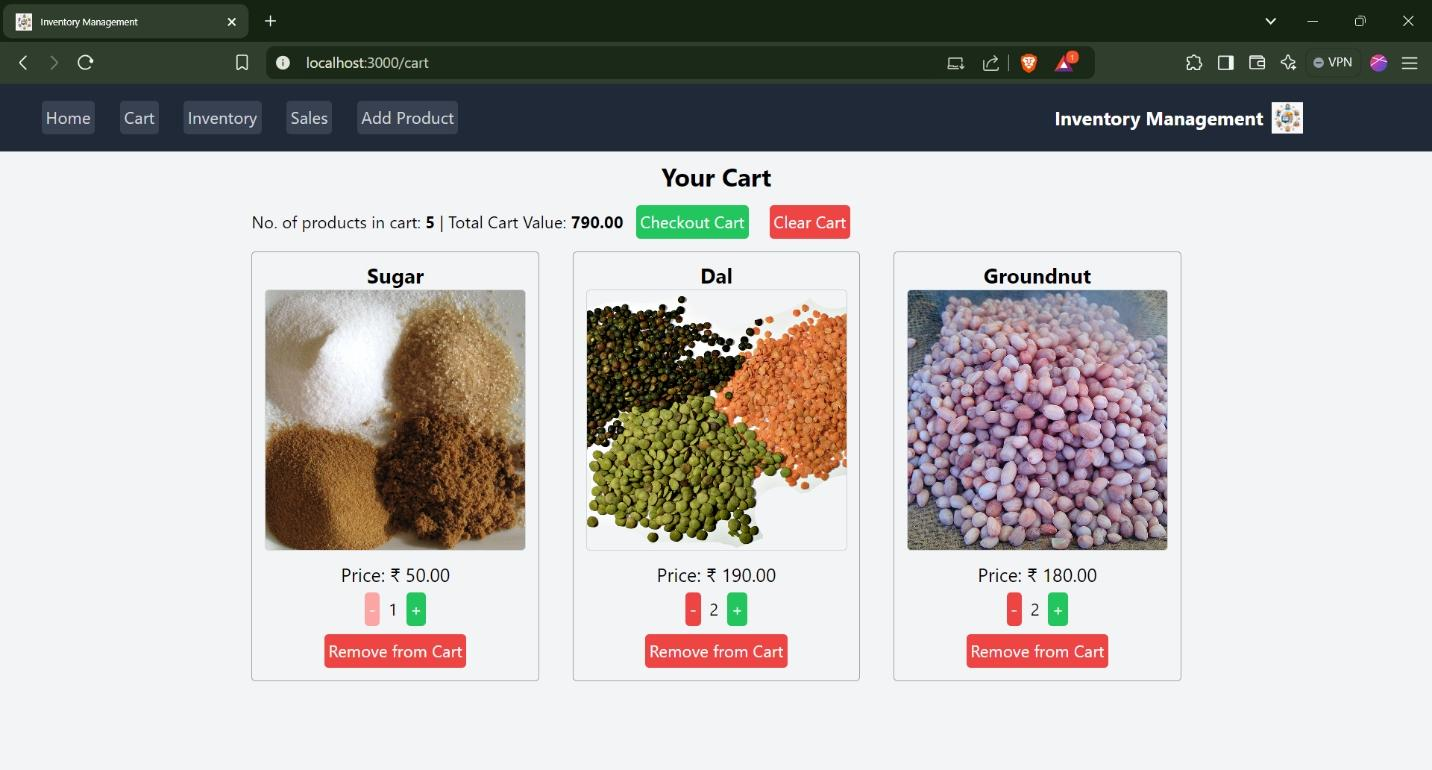 Inventory Management
localhost:3000/cart
1
VPN
Home Cart Inventory Sales Add Product
Inventory Management
Your Cart
No. of products in cart: 5 | Total Cart Value: 790.00 Checkout Cart Clear Cart
Sugar Dal Groundnut
Price: ₹ 50.00 Price: ₹ 190.00 Price: ₹ 180.00
- 1 + - 2 + - 2 +
Remove from Cart Remove from Cart Remove from Cart